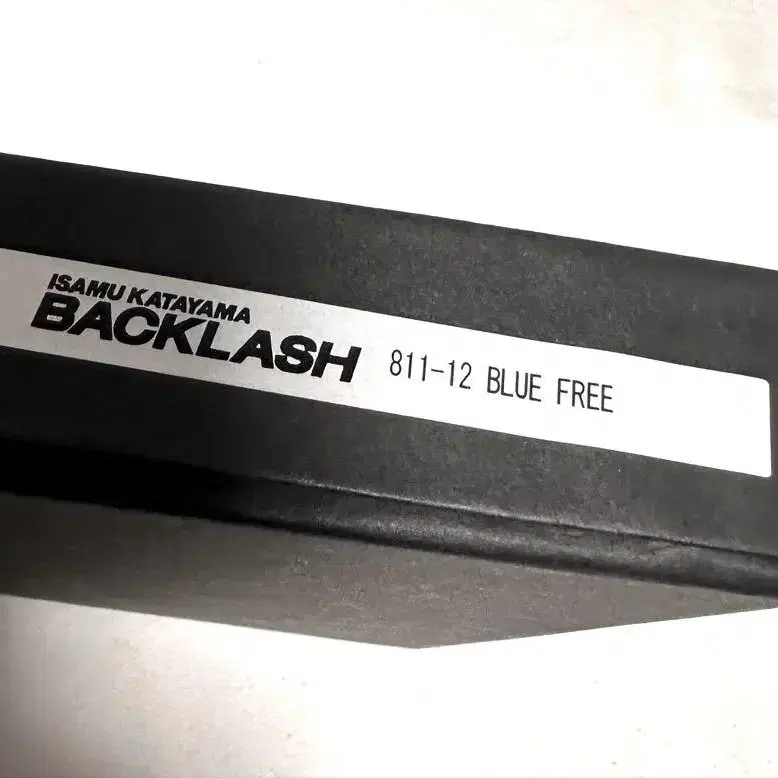 ISAMU KATAYAMA
BACKLASH
811-12 BLUE FREE